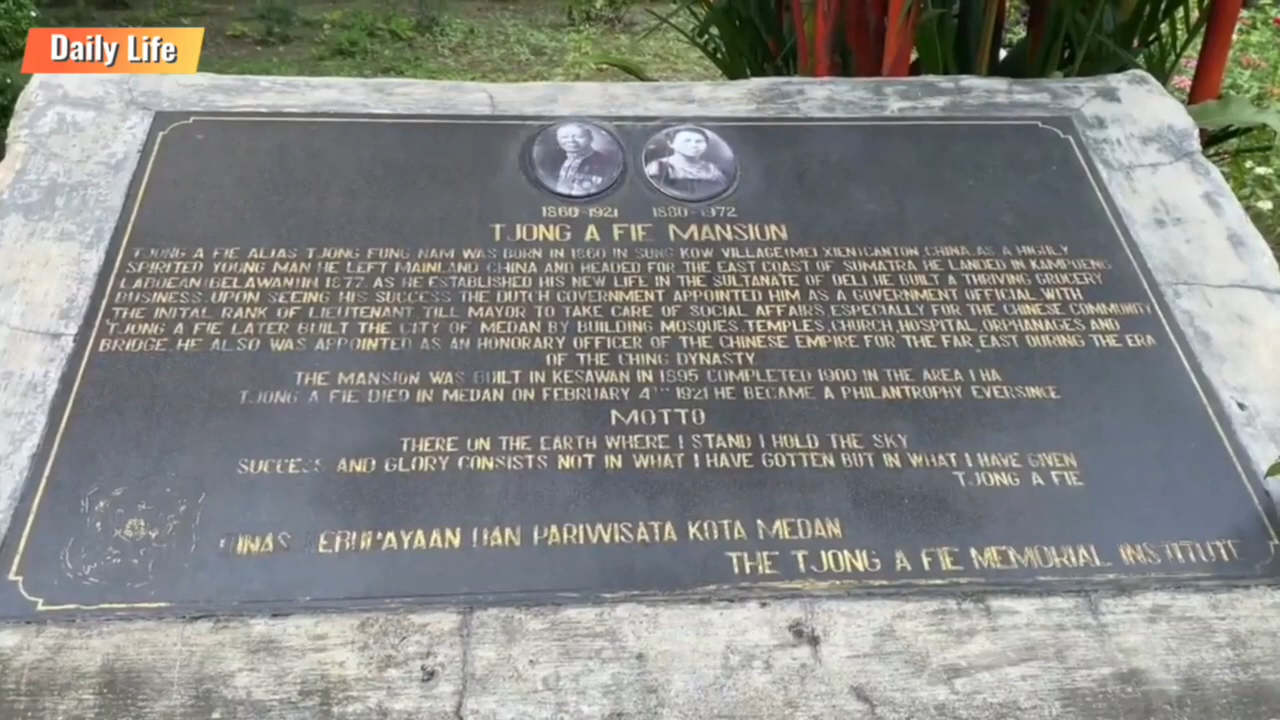 Daily Life
1860-1921 1880-1972
TJONG A FIE MANSION
TJONG A FIE ALIAS TJONG FUNG NAM WAS BORN IN 1860 IN SUNG KOW VILLAGE (MEI XIEN) CANTON CHINA. AS A HIGHLY
SPIRITED YOUNG MAN HE LEFT MAINLAND CHINA AND HEADED FOR THE EAST COAST OF SUMATRA HE LANDED IN KAMPOENG
LABOEAN (BELAWAN) IN 1877. AS HE ESTABLISHED HIS NEW LIFE IN THE SULTANATE OF DELI HE BUILT A THRIVING GROCERY
BUSINESS. UPON SEEING HIS SUCCESS THE DUTCH GOVERNMENT APPOINTED HIM AS A GOVERNMENT OFFICIAL WITH
THE INITAL RANK OF LIEUTENANT TILL MAYOR TO TAKE CARE OF SOCIAL AFFAIRS, ESPECIALLY FOR THE CHINESE COMMUNITY
TJONG A FIE LATER BUILT THE CITY OF MEDAN BY BUILDING MOSQUES, TEMPLES, CHURCH, HOSPITAL, ORPHANAGES AND
BRIDGE. HE ALSO WAS APPOINTED AS AN HONORARY OFFICER OF THE CHINESE EMPIRE FOR THE FAR EAST DURING THE ERA
OF THE CHING DYNASTY
THE MANSION WAS BUILT IN KESAWAN IN 1895 COMPLETED 1900 IN THE AREA 1 HA
TJONG A FIE DIED IN MEDAN ON FEBRUARY 4TH 1921 HE BECAME A PHILANTROPHY EVERSINCE
MOTTO
THERE ON THE EARTH WHERE I STAND I HOLD THE SKY
SUCCESS AND GLORY CONSISTS NOT IN WHAT I HAVE GOTTEN BUT IN WHAT I HAVE GIVEN
TJONG A FIE
DINAS KEBUDAYAAN DAN PARIWISATA KOTA MEDAN
THE TJONG A FIE MEMORIAL INSTITUTE